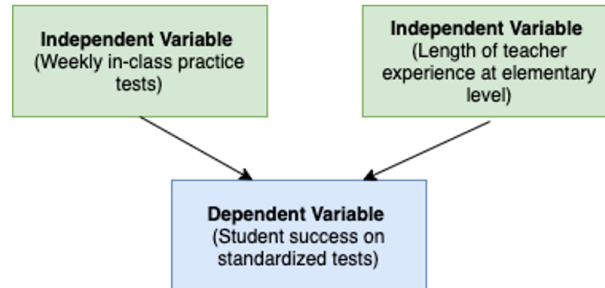 Independent Variable
(Weekly in-class practice
tests)
Independent Variable
(Length of teacher
experience at elementary
level)
Dependent Variable
(Student success on
standardized tests)